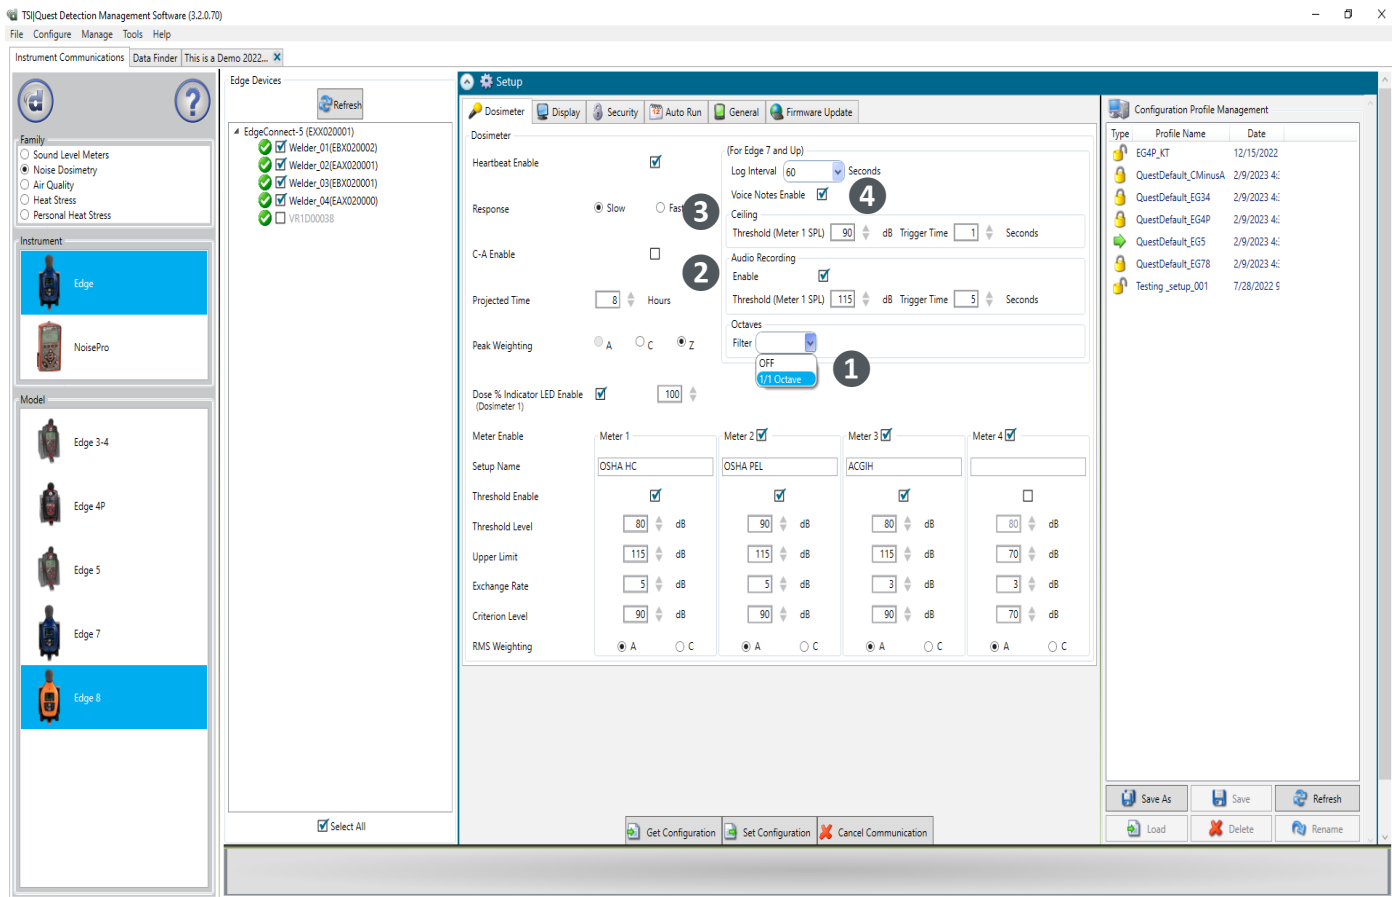 TSI|Quest Detection Management Software (3.2.0.70)
File Configure Manage Tools Help
Instrument Communications Data Finder This is a Demo 2022...
Family
Sound Level Meters
Noise Dosimetry
Air Quality
Heat Stress
Personal Heat Stress
Instrument
Edge
NoisePro
Model
Edge 3-4
Edge 4P
Edge 5
Edge 7
Edge 8
Edge Devices
Refresh
EdgeConnect-5 (EXX020001)
Welder_01(EBX020002)
Welder_02(EAX020001)
Welder_03(EBX020001)
Welder_04(EAX020000)
VR1D00038
Select All
Setup
Dosimeter Display Security Auto Run General Firmware Update
Dosimeter
Heartbeat Enable
Response Slow Fast
C-A Enable
Projected Time 8 Hours
Peak Weighting A C Z
Dose % Indicator LED Enable 100
(Dosimeter 1)
(For Edge 7 and Up)
Log Interval 60 Seconds
Voice Notes Enable 4
3
Ceiling
Threshold (Meter 1 SPL) 90 dB Trigger Time 1 Seconds
2
Audio Recording
Enable
Threshold (Meter 1 SPL) 115 dB Trigger Time 5 Seconds
Octaves
Filter
OFF
1/1 Octave
1
Meter Enable Meter 1 Meter 2 Meter 3 Meter 4
Setup Name OSHA HC OSHA PEL ACGIH
Threshold Enable
Threshold Level 80 dB 90 dB 80 dB 80 dB
Upper Limit 115 dB 115 dB 115 dB 70 dB
Exchange Rate 5 dB 5 dB 3 dB 3 dB
Criterion Level 90 dB 90 dB 90 dB 70 dB
RMS Weighting A C A C A C A C
Get Configuration Set Configuration Cancel Communication
Configuration Profile Management
Type Profile Name Date
EG4P_KT 12/15/2022
QuestDefault_CMinusA 2/9/2023 4:
QuestDefault_EG34 2/9/2023 4:
QuestDefault_EG4P 2/9/2023 4:
QuestDefault_EG5 2/9/2023 4:
QuestDefault_EG78 2/9/2023 4:
Testing _setup_001 7/28/2022 9
Save As Save Refresh
Load Delete Rename